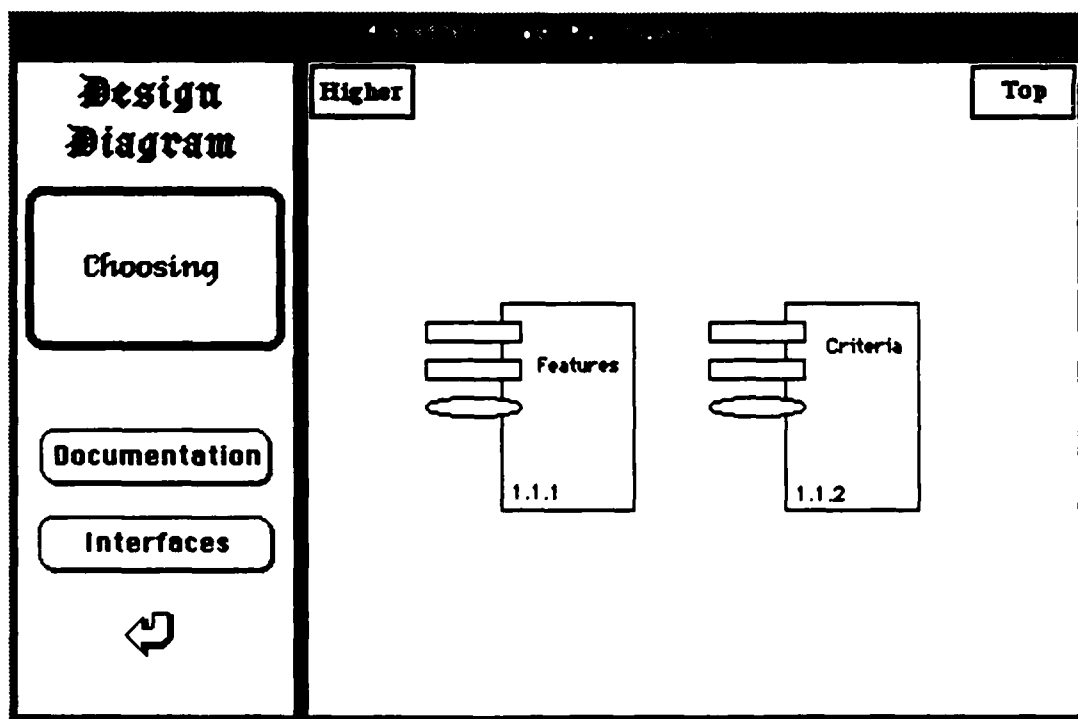 Design
Diagram
Choosing
Documentation
Interfaces
Higher
Top
Features
1.1.1
Criteria
1.1.2